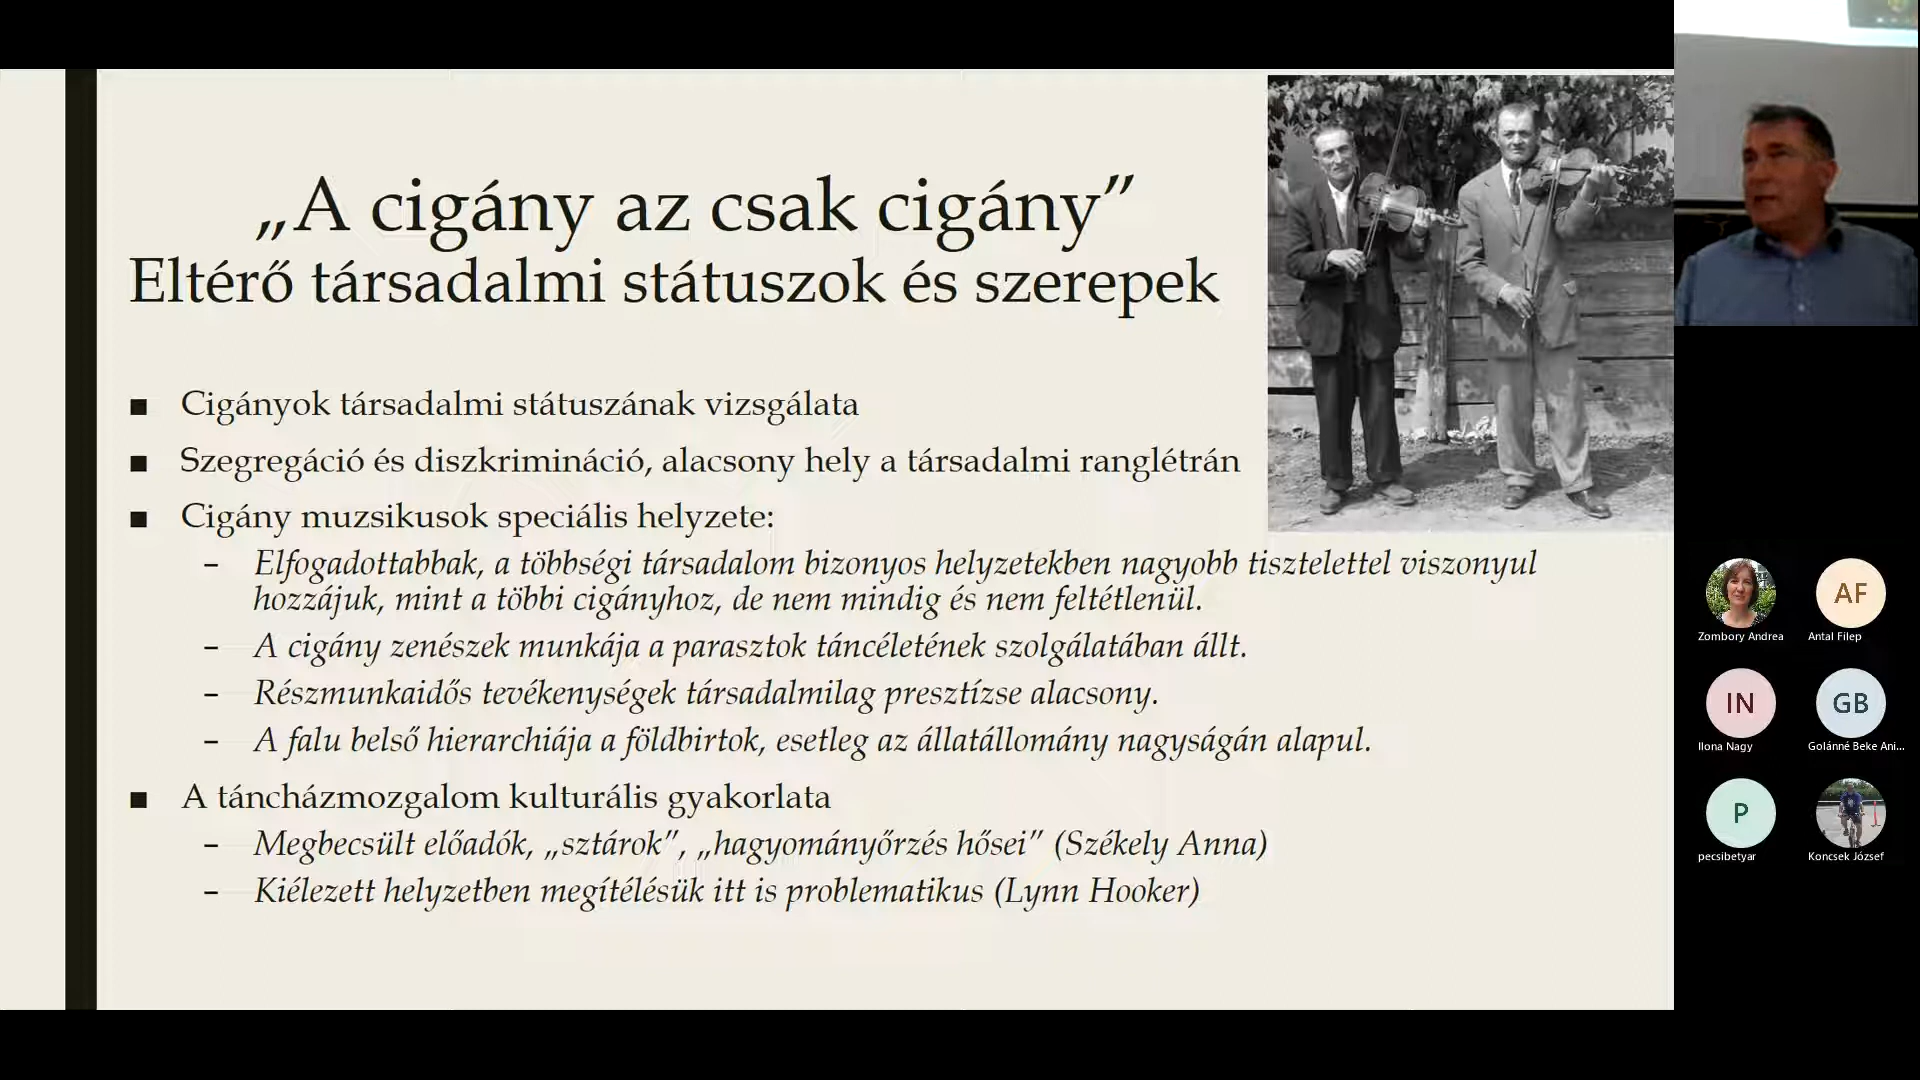 „A cigány az csak cigány”
Eltérő társadalmi státuszok és szerepek
■ Cigányok társadalmi státuszának vizsgálata
■ Szegregáció és diszkrimináció, alacsony hely a társadalmi ranglétrán
■ Cigány muzsikusok speciális helyzete:
– Elfogadottabbak, a többségi társadalom bizonyos helyzetekben nagyobb tisztelettel viszonyul
hozzájuk, mint a többi cigányhoz, de nem mindig és nem feltétlenül.
– A cigány zenészek munkája a parasztok táncéletének szolgálatában állt.
– Részmunkaidős tevékenységek társadalmilag presztízse alacsony.
– A falu belső hierarchiája a földbirtok, esetleg az állatállomány nagyságán alapul.
■ A táncházmozgalom kulturális gyakorlata
– Megbecsült előadók, „sztárok”, „hagyományőrzés hősei” (Székely Anna)
– Kiélezett helyzetben megítélésük itt is problematikus (Lynn Hooker)
Zombory Andrea
AF
Antal Filep
IN
Ilona Nagy
GB
Golánné Beke Ani...
P
pecsibetyar
Koncsek József